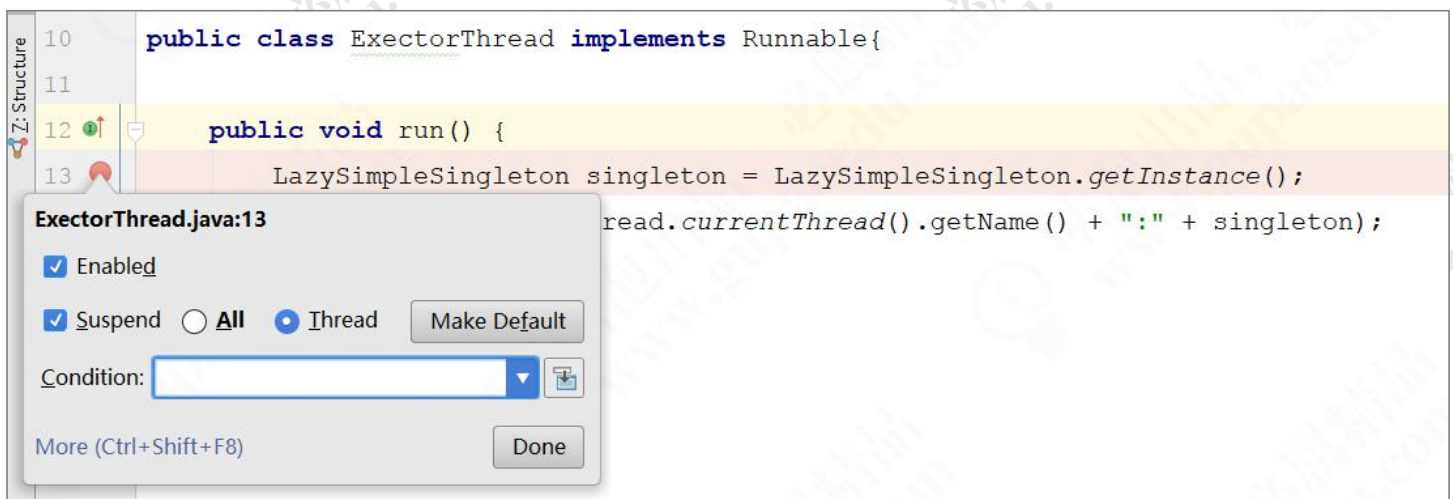 Z: Structure
10 public class ExectorThread implements Runnable{
11
12 public void run() {
13 LazySimpleSingleton singleton = LazySimpleSingleton.getInstance();
read.currentThread().getName() + ":" + singleton);
ExectorThread.java:13
Enabled
Suspend All Thread Make Default
Condition:
More (Ctrl+Shift+F8) Done